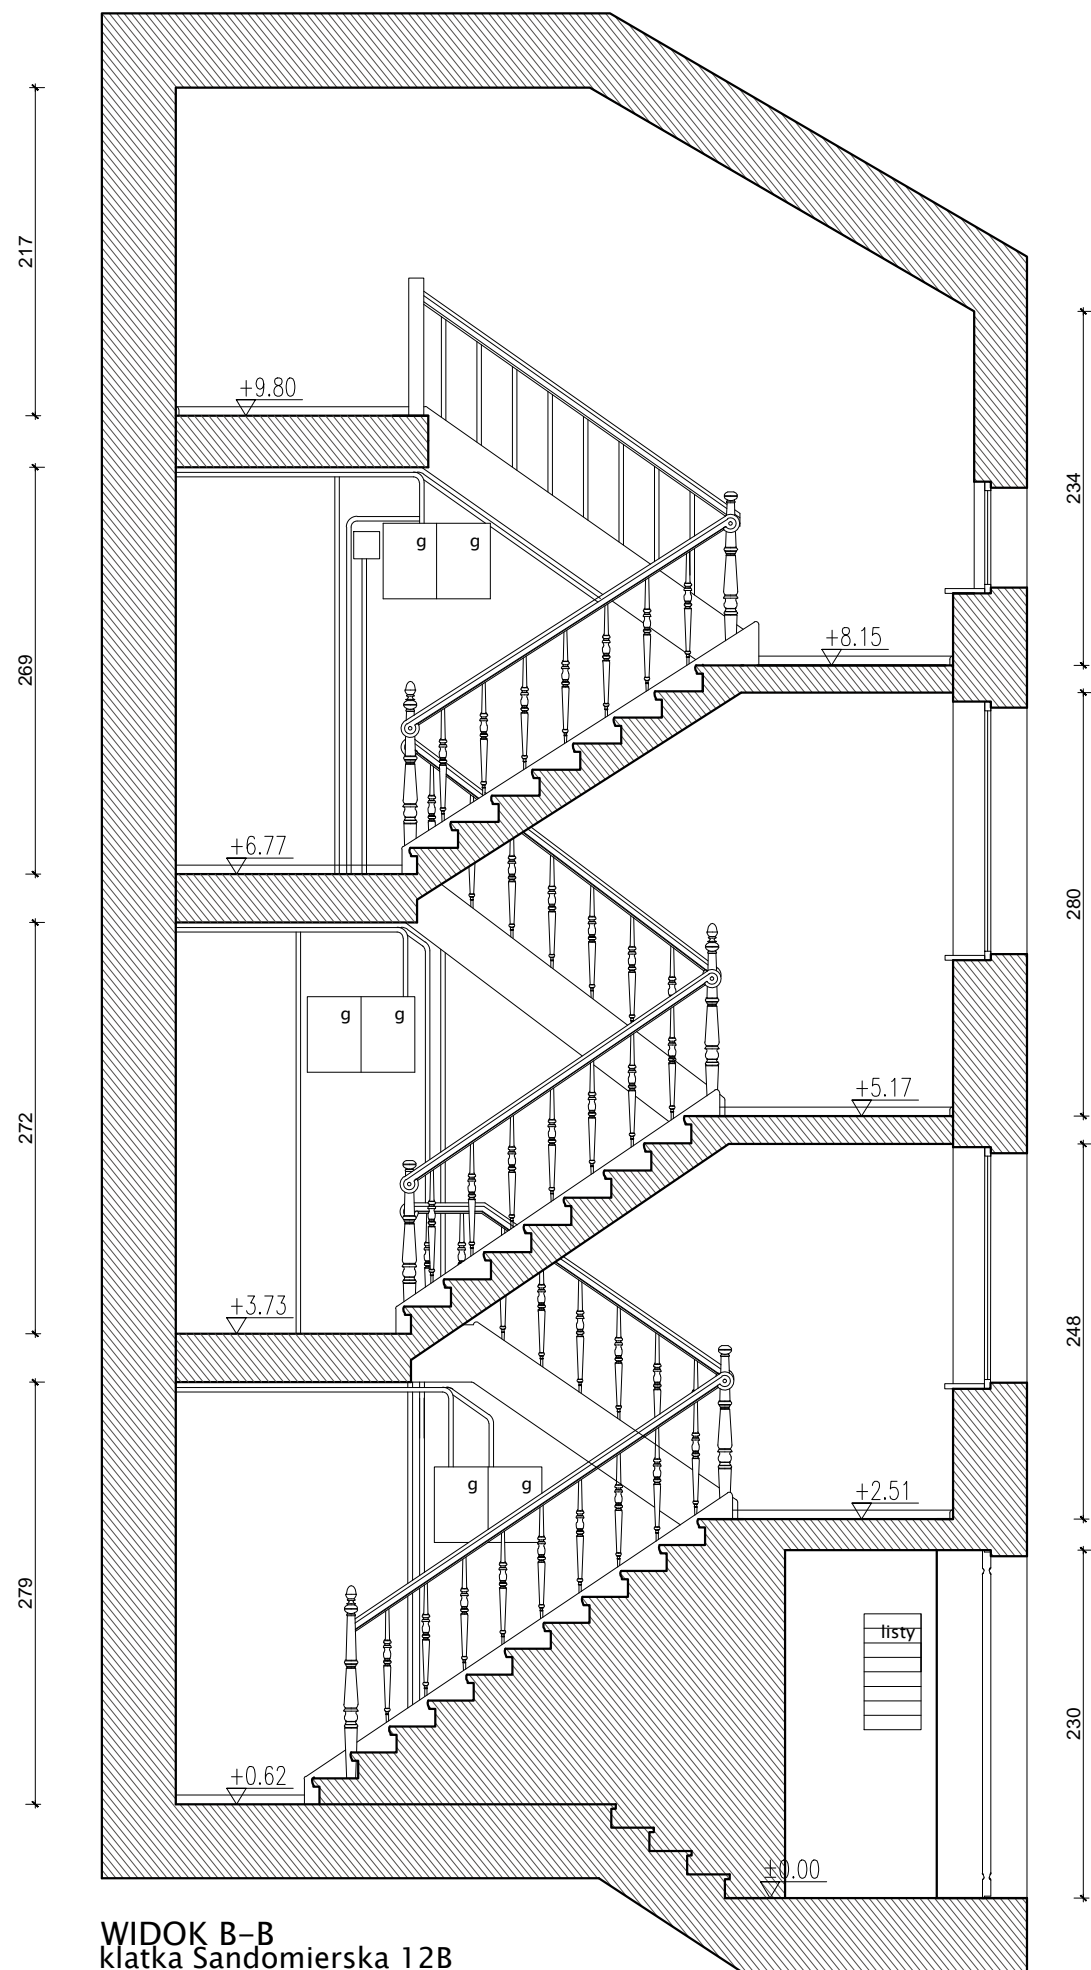 217
+9.80
234
g g
269
+8.15
+6.77
280
g g
272
+5.17
+3.73
248
g g
+2.51
279
listy
230
+0.62
±0.00
WIDOK B-B
klatka Sandomierska 12B